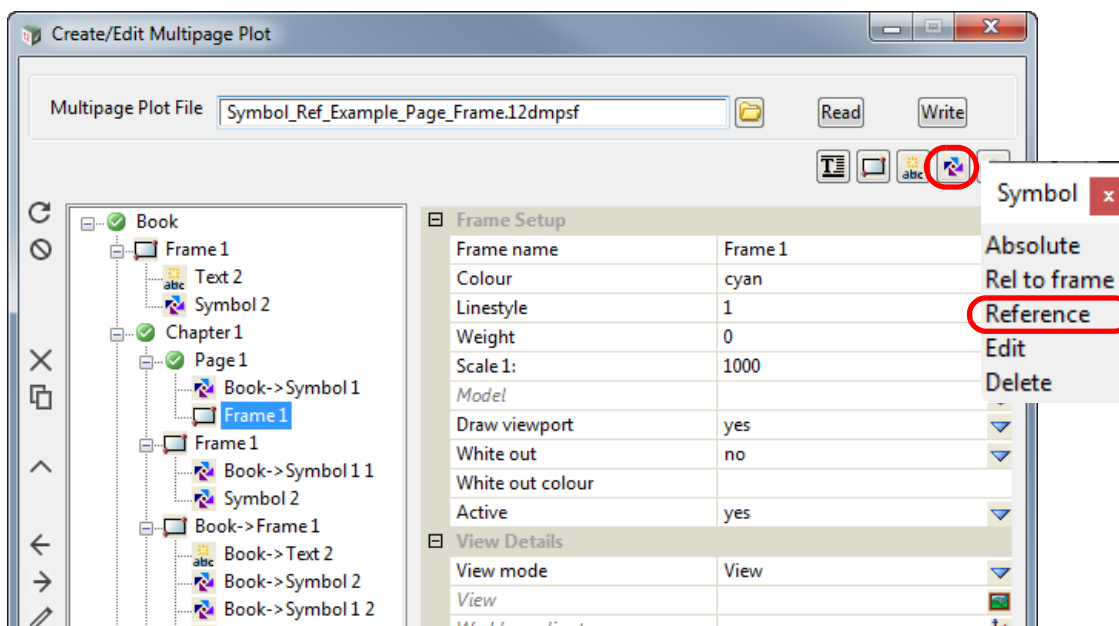 Create/Edit Multipage Plot
Multipage Plot File
Symbol_Ref_Example_Page_Frame.12dmpsf
Read
Write
T
abc
Symbol
x
Absolute
Rel to frame
Reference
Edit
Delete
Book
Frame 1
abc Text 2
Symbol 2
Chapter 1
Page 1
Book->Symbol 1
Frame 1
Frame 1
Book->Symbol 1 1
Symbol 2
Book->Frame 1
abc Book->Text 2
Book->Symbol 2
Book->Symbol 1 2
Frame Setup
Frame name Frame 1
Colour cyan
Linestyle 1
Weight 0
Scale 1: 1000
Model
Draw viewport yes
White out no
White out colour
Active yes
View Details
View mode View
View